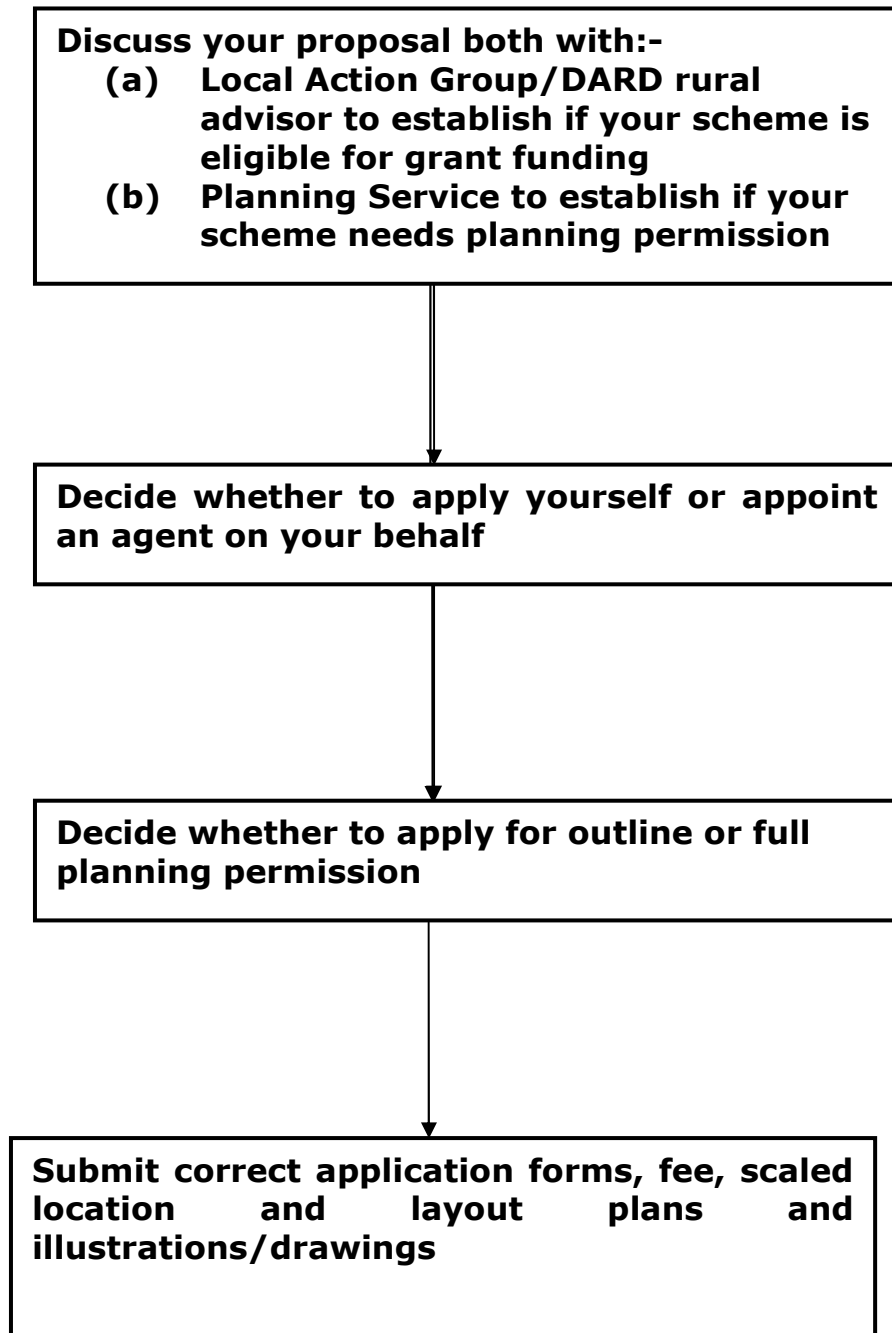 Discuss your proposal both with:-
(a) Local Action Group/DARD rural
advisor to establish if your scheme is
eligible for grant funding
(b) Planning Service to establish if your
scheme needs planning permission
Decide whether to apply yourself or appoint
an agent on your behalf
Decide whether to apply for outline or full
planning permission
Submit correct application forms, fee, scaled
location and layout plans and
illustrations/drawings